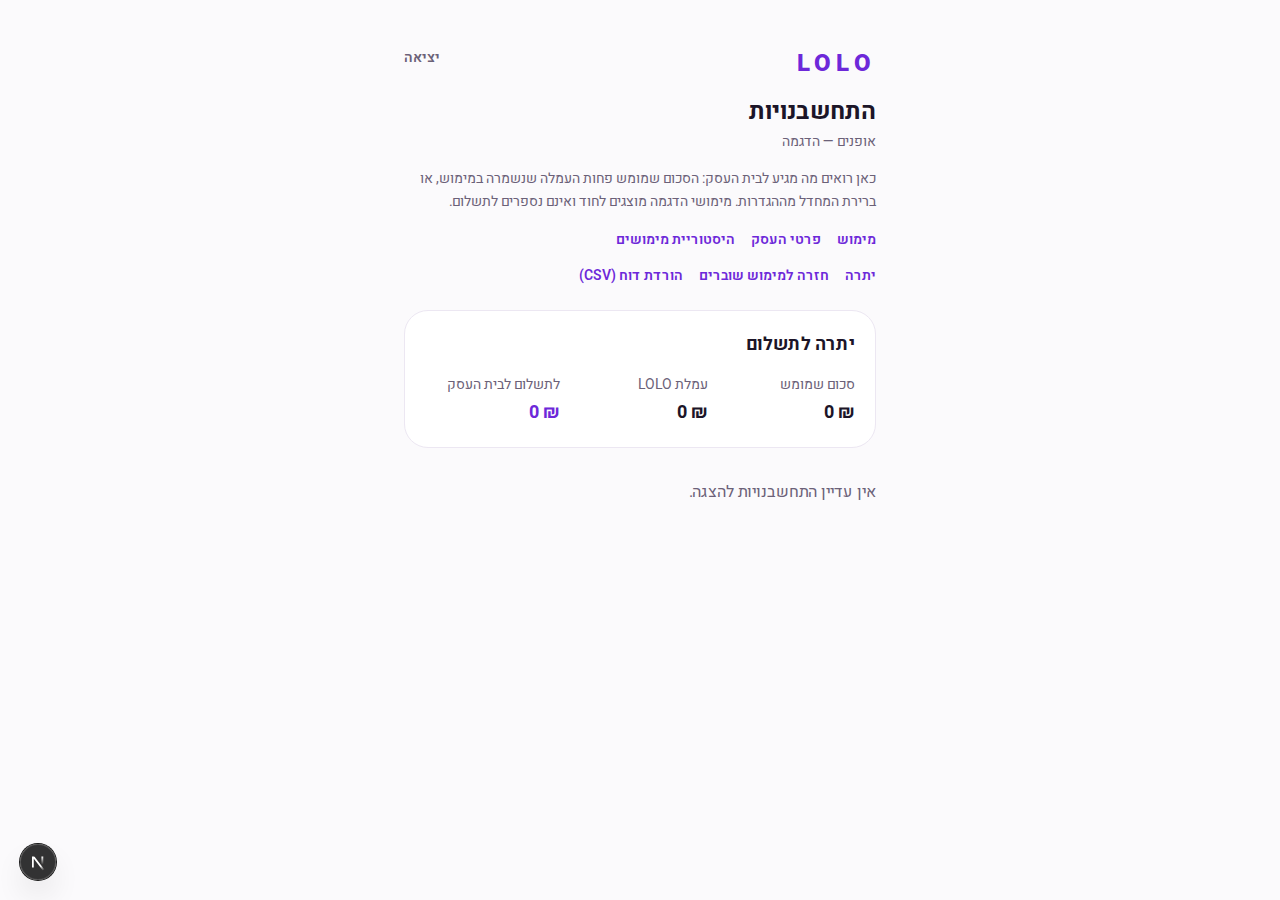 LOLO
יציאה
התחשבנויות
אופנים — הדגמה
כאן רואים מה מגיע לבית העסק: הסכום שמומש פחות העמלה שנשמרה במימוש, או
ברירת המחדל מההגדרות. מימושי הדגמה מוצגים לחוד ואינם נספרים לתשלום.
מימוש פרטי העסק היסטוריית מימושים
יתרה חזרה למימוש שוברים הורדת דוח (CSV)
יתרה לתשלום
סכום שמומש עמלת LOLO לתשלום לבית העסק
0 ₪ 0 ₪ 0 ₪
אין עדיין התחשבנויות להצגה.